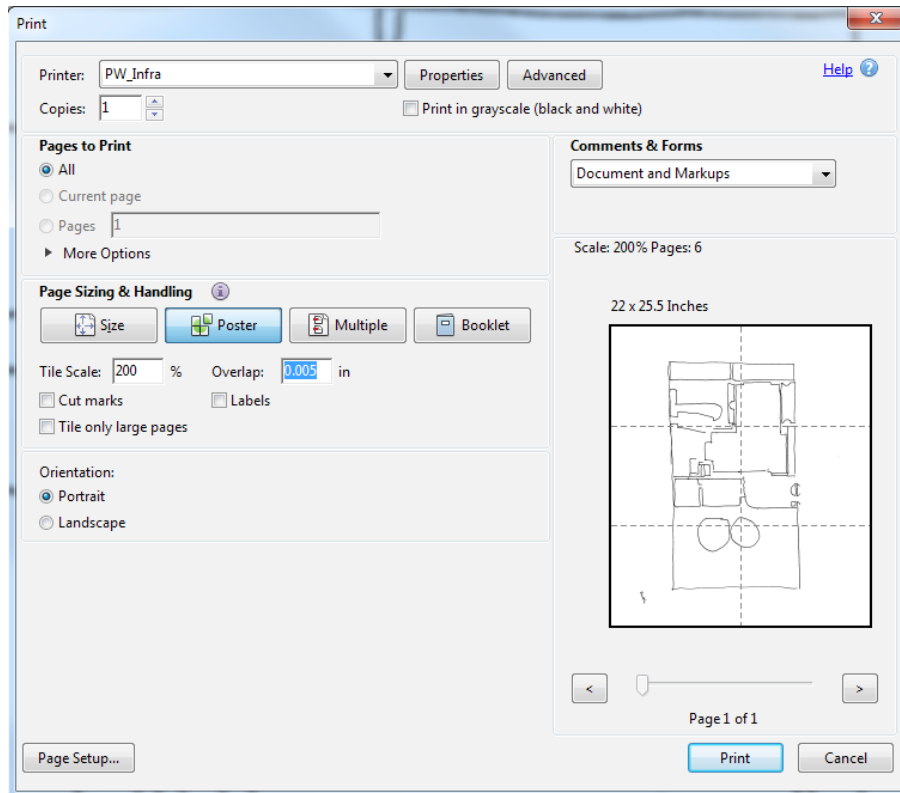 Print
Printer: PW_Infra Properties Advanced Help
Copies: 1 Print in grayscale (black and white)
Pages to Print
All
Current page
Pages 1
More Options
Comments & Forms
Document and Markups
Page Sizing & Handling
Size Poster Multiple Booklet
Tile Scale: 200 % Overlap: 0.005 in
Cut marks Labels
Tile only large pages
Orientation:
Portrait
Landscape
Scale: 200% Pages: 6
22 x 25.5 Inches
< >
Page 1 of 1
Page Setup... Print Cancel